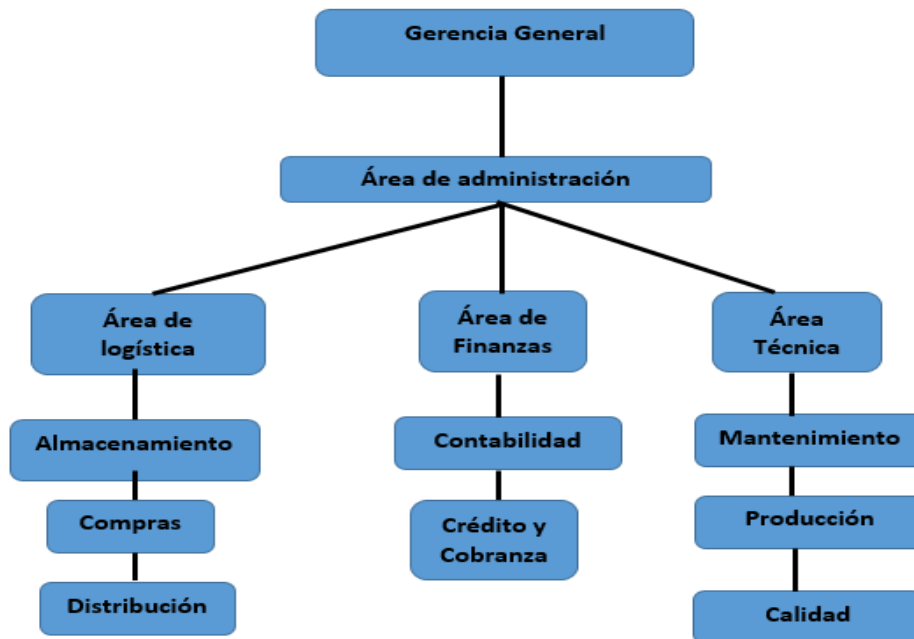 Gerencia General
Área de administración
Área de
logística
Almacenamiento
Compras
Distribución
Área de
Finanzas
Contabilidad
Crédito y
Cobranza
Área
Técnica
Mantenimiento
Producción
Calidad